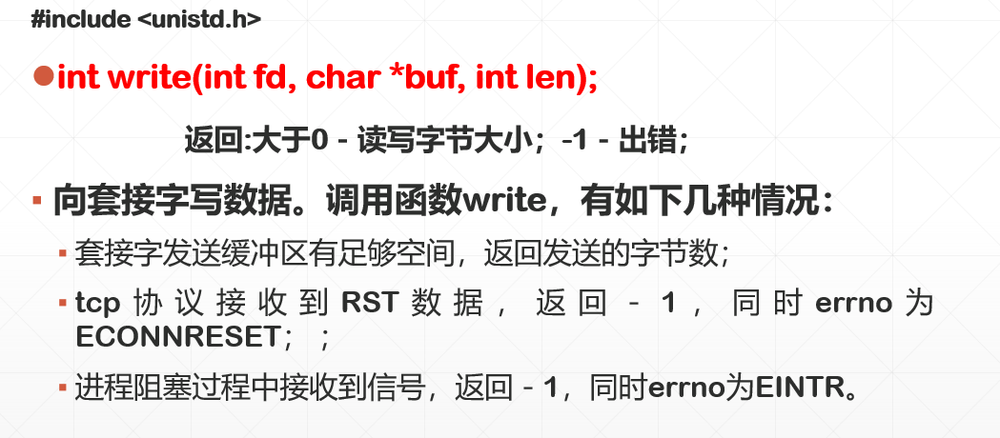 #include <unistd.h>
●int write(int fd, char *buf, int len);
返回:大于0 - 读写字节大小；-1 - 出错；
▪ 向套接字写数据。调用函数write，有如下几种情况：
▪ 套接字发送缓冲区有足够空间，返回发送的字节数；
▪ tcp 协议接收到 RST 数据，返回 - 1，同时 errno 为
ECONNRESET；；
▪ 进程阻塞过程中接收到信号，返回 - 1，同时errno为EINTR。